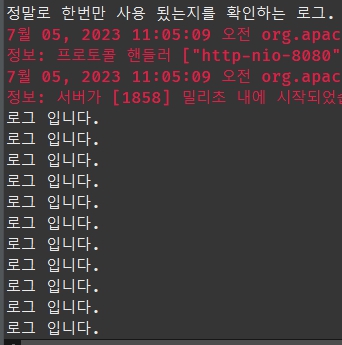 정말로 한번만 사용 됬는지를 확인하는 로그.
7월 05, 2023 11:05:09 오전 org.apac
정보: 프로토콜 핸들러 ["http-nio-8080"
7월 05, 2023 11:05:09 오전 org.apac
정보: 서버가 [1858] 밀리초 내에 시작되었습
로그 입니다.
로그 입니다.
로그 입니다.
로그 입니다.
로그 입니다.
로그 입니다.
로그 입니다.
로그 입니다.
로그 입니다.
로그 입니다.
로그 입니다.